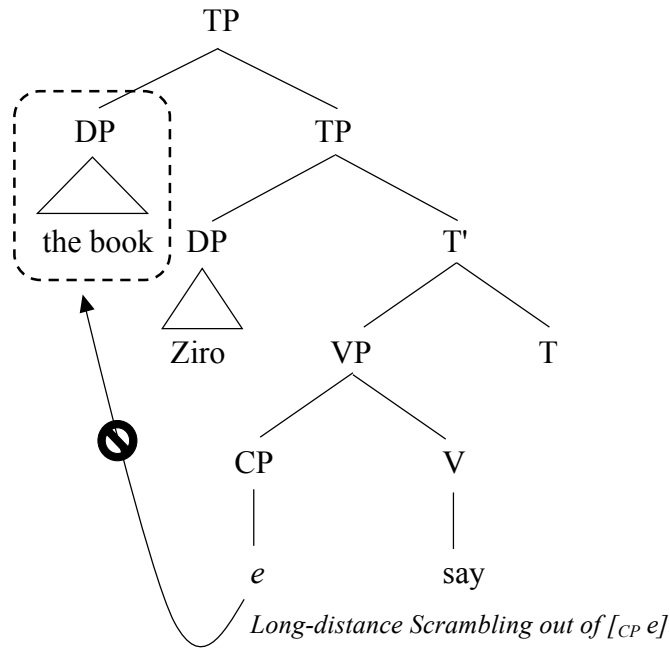 TP
DP TP
the book DP T'
Ziro VP T
CP V
e say
Long-distance Scrambling out of [CP e]